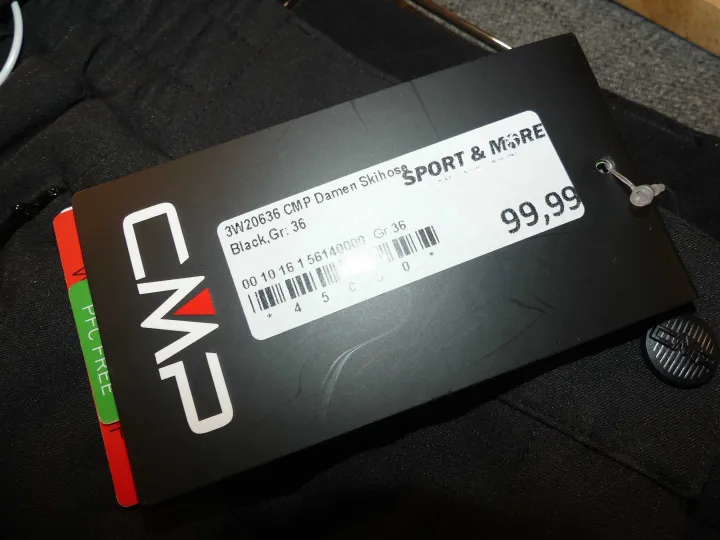 CMP
3W20636 CMP Damen Skihose
Black,Gr: 36
SPORT & MORE
99,99
00 10 16 1 56140000 Gr 36
PFC FREE
CMP